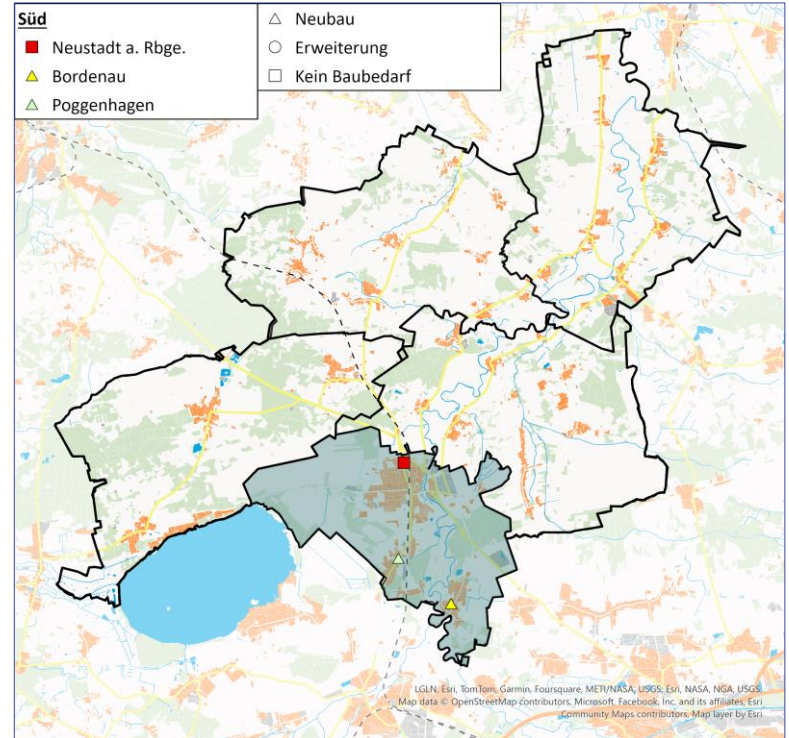 Süd
Neustadt a. Rbge.
Bordenau
Poggenhagen
Neubau
Erweiterung
Kein Baubedarf
LGLN, Esri, TomTom, Garmin, Foursquare, METI/NASA, USGS; Esri, NASA, NGA, USGS;
Map data © OpenStreetMap contributors, Microsoft, Facebook, Inc. and its affiliates, Esri
Community Maps contributors, Map layer by Esri